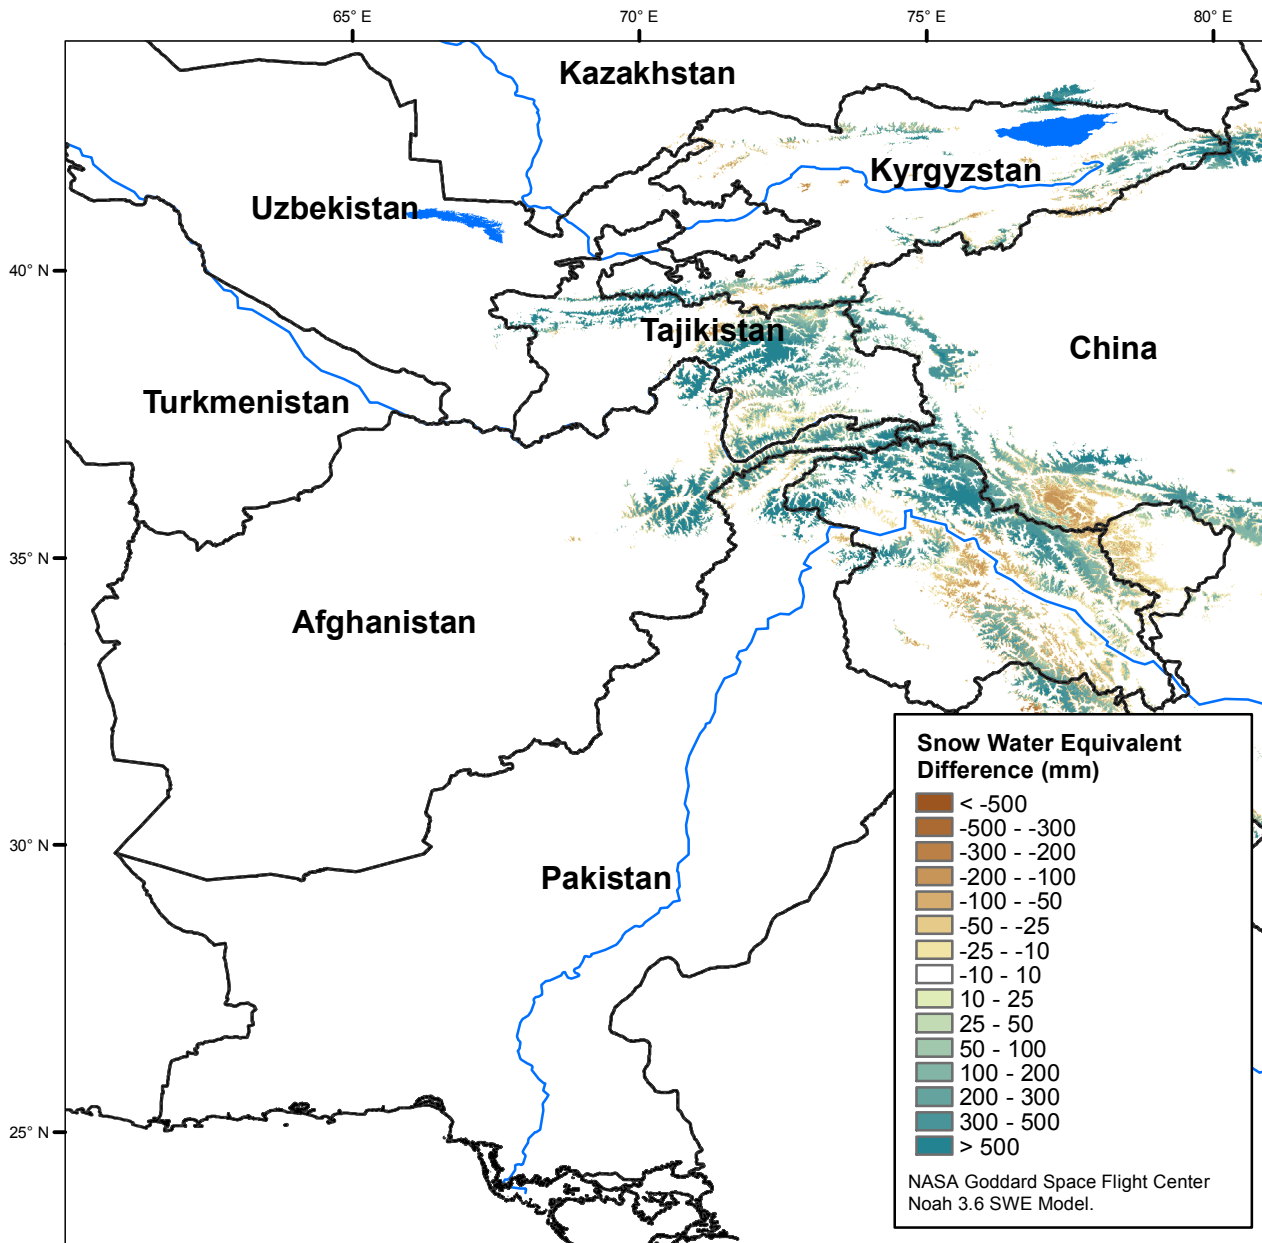 65° E
70° E
75° E
80° E
Kazakhstan
Kyrgyzstan
Uzbekistan
40° N
Tajikistan
China
Turkmenistan
35° N
Afghanistan
30° N
Pakistan
25° N
Snow Water Equivalent
Difference (mm)
< -500
-500 - -300
-300 - -200
-200 - -100
-100 - -50
-50 - -25
-25 - -10
-10 - 10
10 - 25
25 - 50
50 - 100
100 - 200
200 - 300
300 - 500
> 500
NASA Goddard Space Flight Center
Noah 3.6 SWE Model.